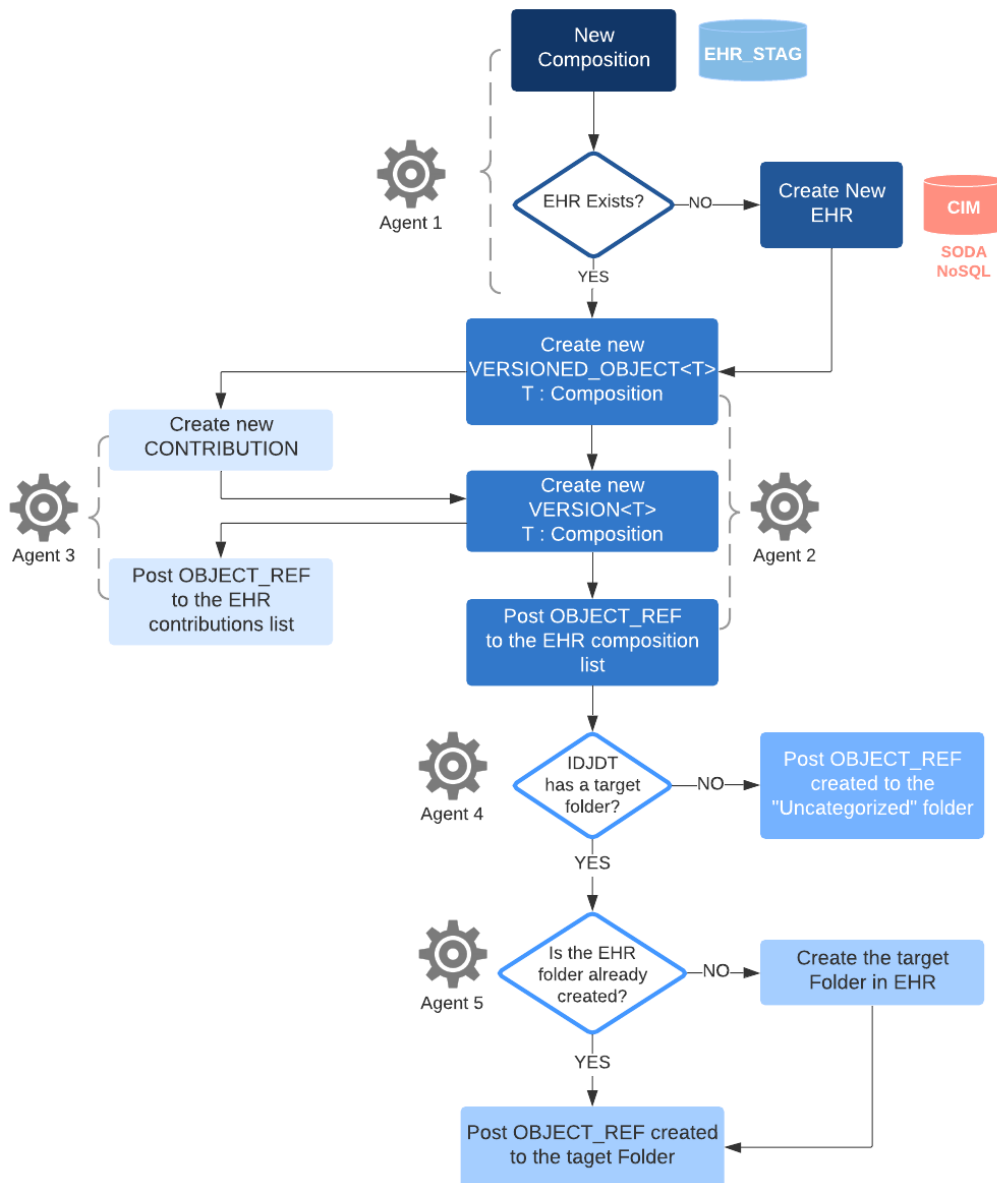 New
Composition
EHR_STAG
Agent 1
EHR Exists?
NO
Create New
EHR
CIM
SODA
NoSQL
YES
Create new
VERSIONED_OBJECT<T>
T : Composition
Create new
CONTRIBUTION
Agent 3
Create new
VERSION<T>
T : Composition
Agent 2
Post OBJECT_REF
to the EHR
contributions list
Post OBJECT_REF
to the EHR composition
list
Agent 4
IDJDT
has a target
folder?
NO
Post OBJECT_REF
created to the
"Uncategorized" folder
YES
Agent 5
Is the EHR
folder already
created?
NO
Create the target
Folder in EHR
YES
Post OBJECT_REF created
to the taget Folder